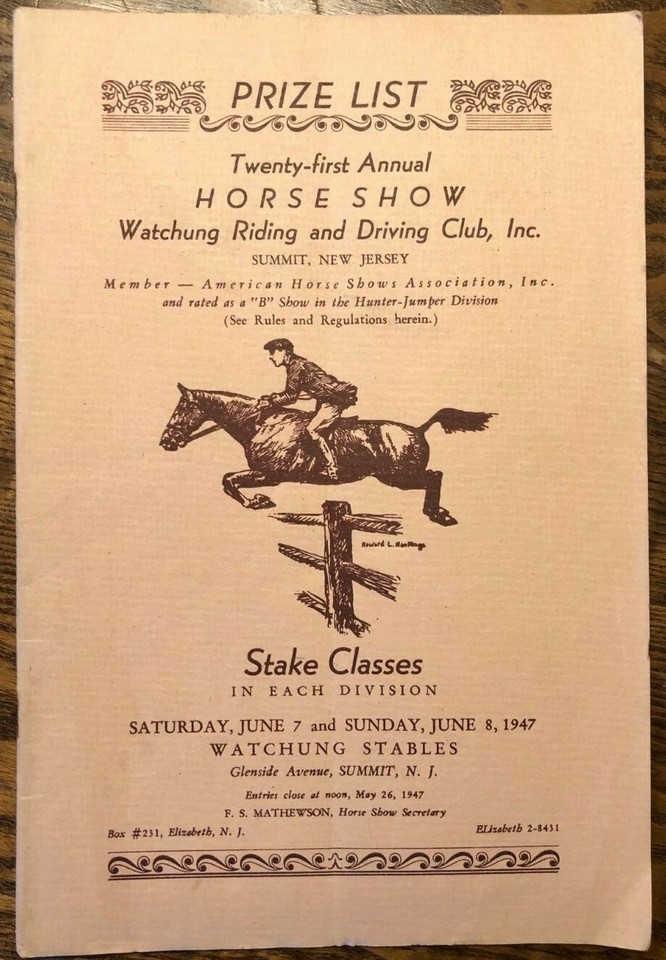 PRIZE LIST
Twenty-first Annual
HORSE SHOW
Watchung Riding and Driving Club, Inc.
SUMMIT, NEW JERSEY
Member — American Horse Shows Association, Inc.
and rated as a "B" Show in the Hunter-Jumper Division
(See Rules and Regulations herein.)
Howard L.
Stake Classes
IN EACH DIVISION
SATURDAY, JUNE 7 and SUNDAY, JUNE 8, 1947
WATCHUNG STABLES
Glenside Avenue, SUMMIT, N. J.
Entries close at noon, May 26, 1947
F. S. MATHEWSON, Horse Show Secretary
Box #231, Elizabeth, N. J. ELizabeth 2-8431